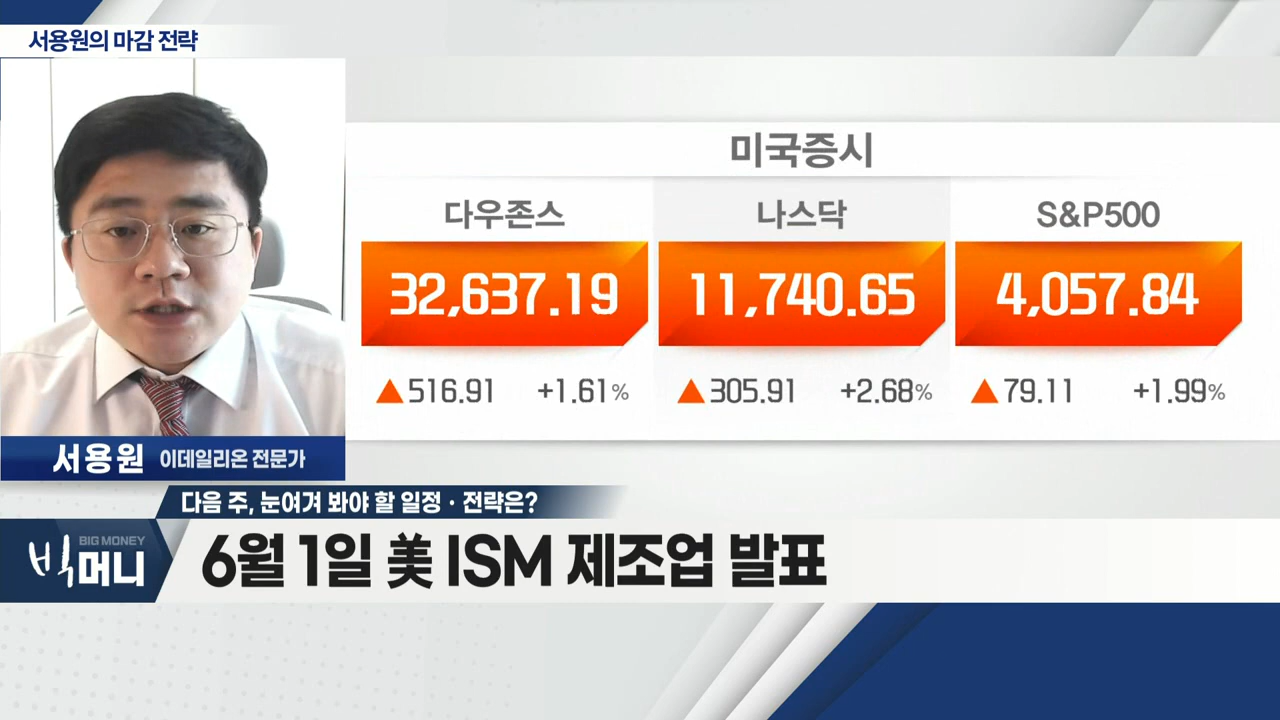 서용원의 마감 전략
미국증시
다우존스
32,637.19
▲516.91 +1.61%
나스닥
11,740.65
▲305.91 +2.68%
S&P500
4,057.84
▲79.11 +1.99%
서용원 이데일리온 전문가
다음 주, 눈여겨 봐야 할 일정·전략은?
BIG MONEY
빅머니
6월 1일 美 ISM 제조업 발표